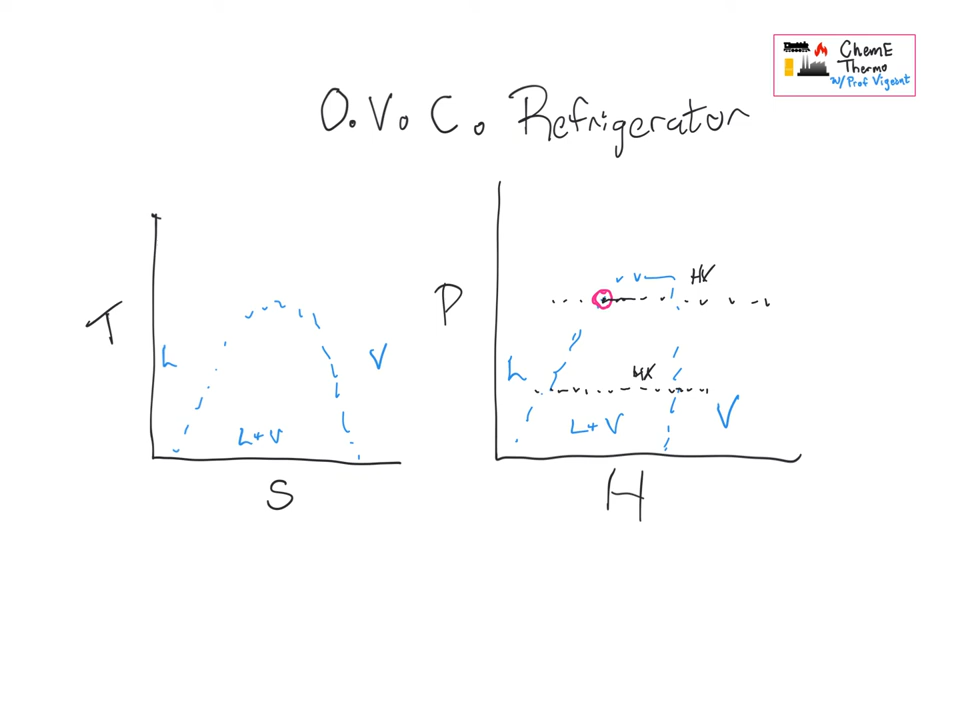 ChemE
Thermo
w/ Prof Vigeant
O.V.C. Refrigerator
T
L
V
L+V
S
P
HX
L
HX
L+V
V
H